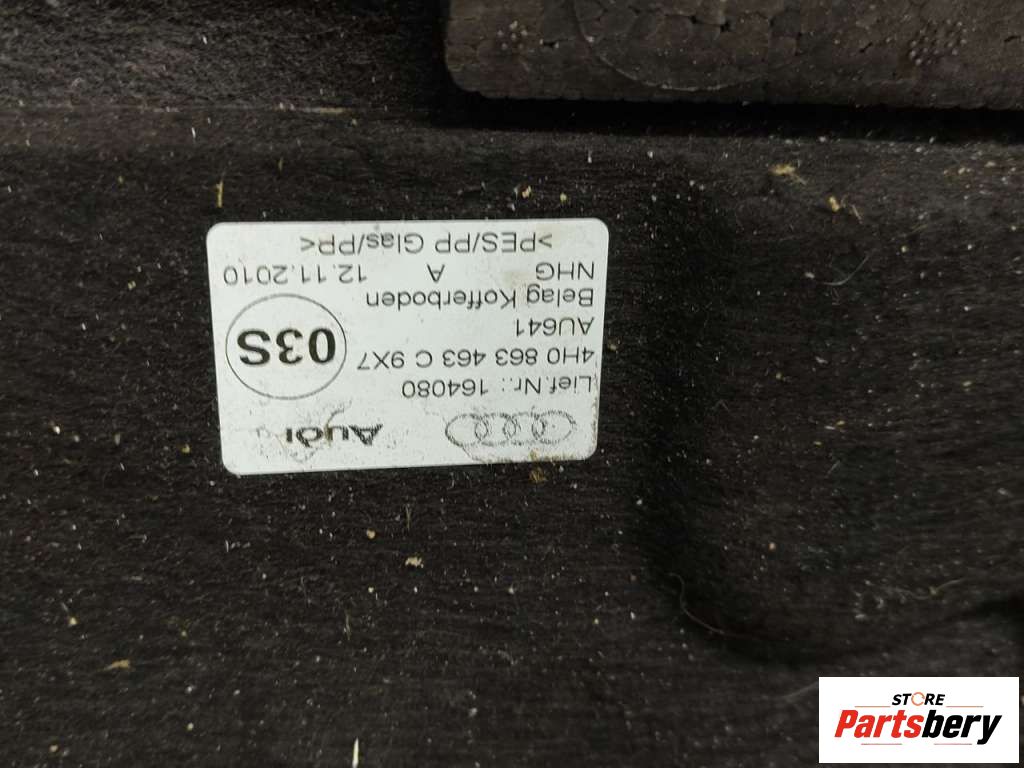 Audi
Lief.Nr.: 164080
4H0 863 463 C 9X7
AU641
Belag Kofferboden
NHG A 12.11.2010
>PES/PP Glas/PP<
03S
STORE
Partsbery